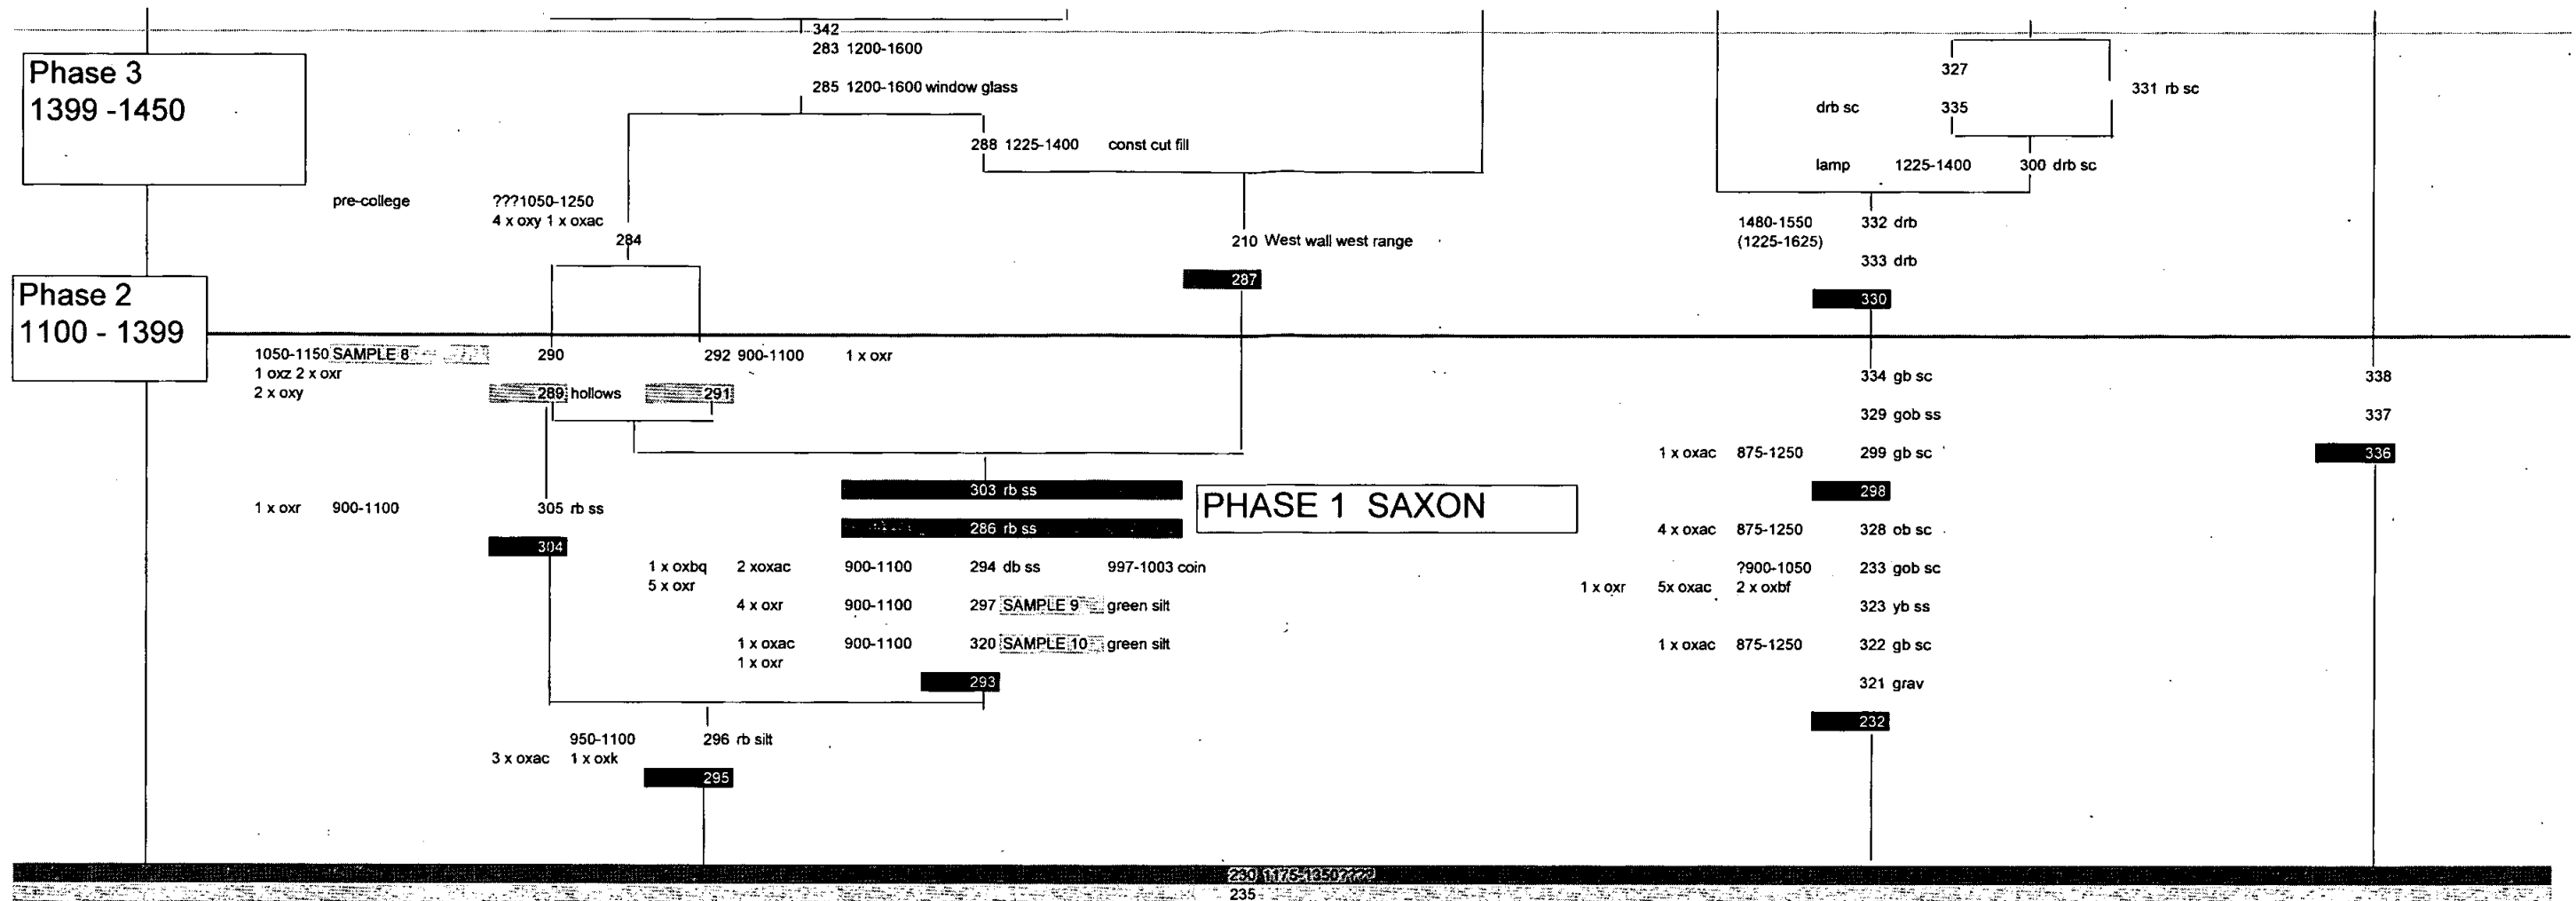 342
283 1200-1600
Phase 3
1399 -1450
327
285 1200-1600 window glass
331 rb sc
drb sc 335
288 1225-1400 const cut fill
lamp 1225-1400 300 drb sc
pre-college ???1050-1250
4 x oxy 1 x oxac
284
1480-1550 332 drb
(1225-1625)
210 West wall west range
333 drb
287
Phase 2
1100 - 1399
330
1050-1150 SAMPLE 8 290 292 900-1100 1 x oxr
1 oxz 2 x oxr
2 x oxy
289 hollows 291
334 gb sc 338
329 gob ss 337
1 x oxac 875-1250 299 gb sc 336
303 rb ss
PHASE 1 SAXON
298
1 x oxr 900-1100 305 rb ss
286 rb ss
4 x oxac 875-1250 328 ob sc
304
1 x oxbq 2 xoxac 900-1100 294 db ss 997-1003 coin
5 x oxr
?900-1050 233 gob sc
1 x oxr 5x oxac 2 x oxbf
4 x oxr 900-1100 297 SAMPLE 9 green silt
323 yb ss
1 x oxac 900-1100 320 SAMPLE 10 green silt
1 x oxr
1 x oxac 875-1250 322 gb sc
293
321 grav
232
950-1100 296 rb silt
3 x oxac 1 x oxk
295
230 1175-1350????
235